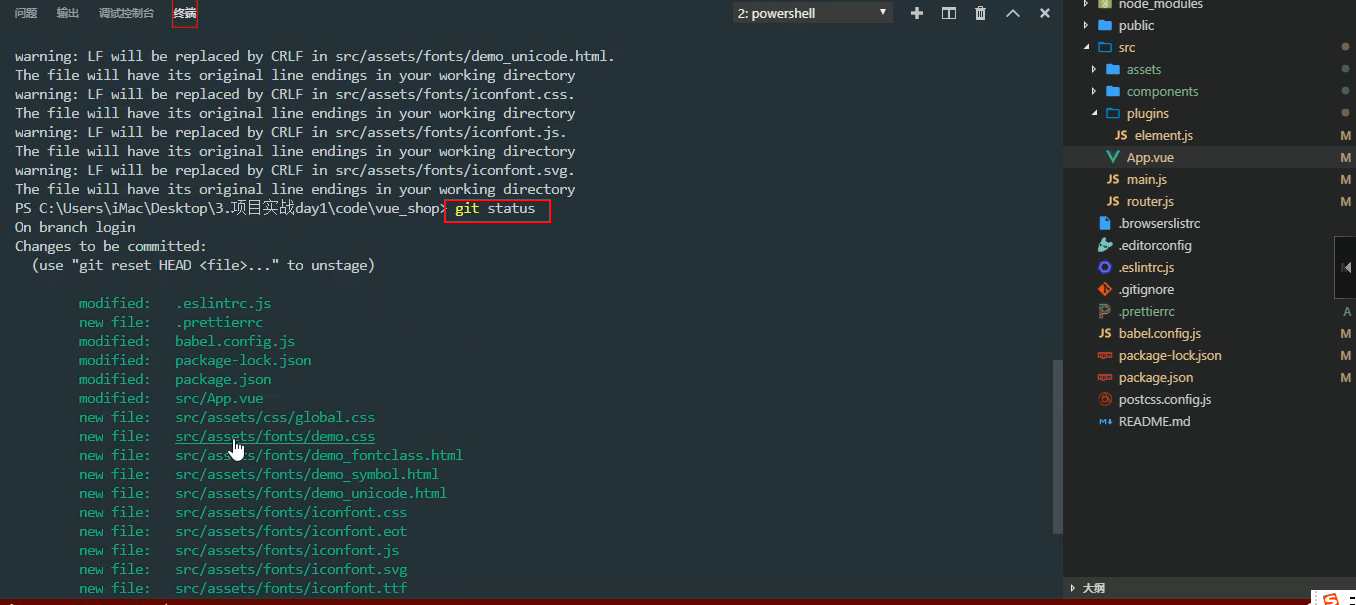 问题 输出 调试控制台 终端 2: powershell
warning: LF will be replaced by CRLF in src/assets/fonts/demo_unicode.html.
The file will have its original line endings in your working directory
warning: LF will be replaced by CRLF in src/assets/fonts/iconfont.css.
The file will have its original line endings in your working directory
warning: LF will be replaced by CRLF in src/assets/fonts/iconfont.js.
The file will have its original line endings in your working directory
warning: LF will be replaced by CRLF in src/assets/fonts/iconfont.svg.
The file will have its original line endings in your working directory
PS C:\Users\iMac\Desktop\3.项目实战day1\code\vue_shop> git status
On branch login
Changes to be committed:
(use "git reset HEAD <file>..." to unstage)
modified: .eslintrc.js
new file: .prettierrc
modified: babel.config.js
modified: package-lock.json
modified: package.json
modified: src/App.vue
new file: src/assets/css/global.css
new file: src/assets/fonts/demo.css
new file: src/assets/fonts/demo_fontclass.html
new file: src/assets/fonts/demo_symbol.html
new file: src/assets/fonts/demo_unicode.html
new file: src/assets/fonts/iconfont.css
new file: src/assets/fonts/iconfont.eot
new file: src/assets/fonts/iconfont.js
new file: src/assets/fonts/iconfont.svg
new file: src/assets/fonts/iconfont.ttf
node_modules
public
src
assets
components
plugins
JS element.js M
App.vue M
JS main.js M
JS router.js M
.browserslistrc
.editorconfig
.eslintrc.js
.gitignore
.prettierrc A
JS babel.config.js M
package-lock.json M
package.json M
postcss.config.js
README.md
大纲